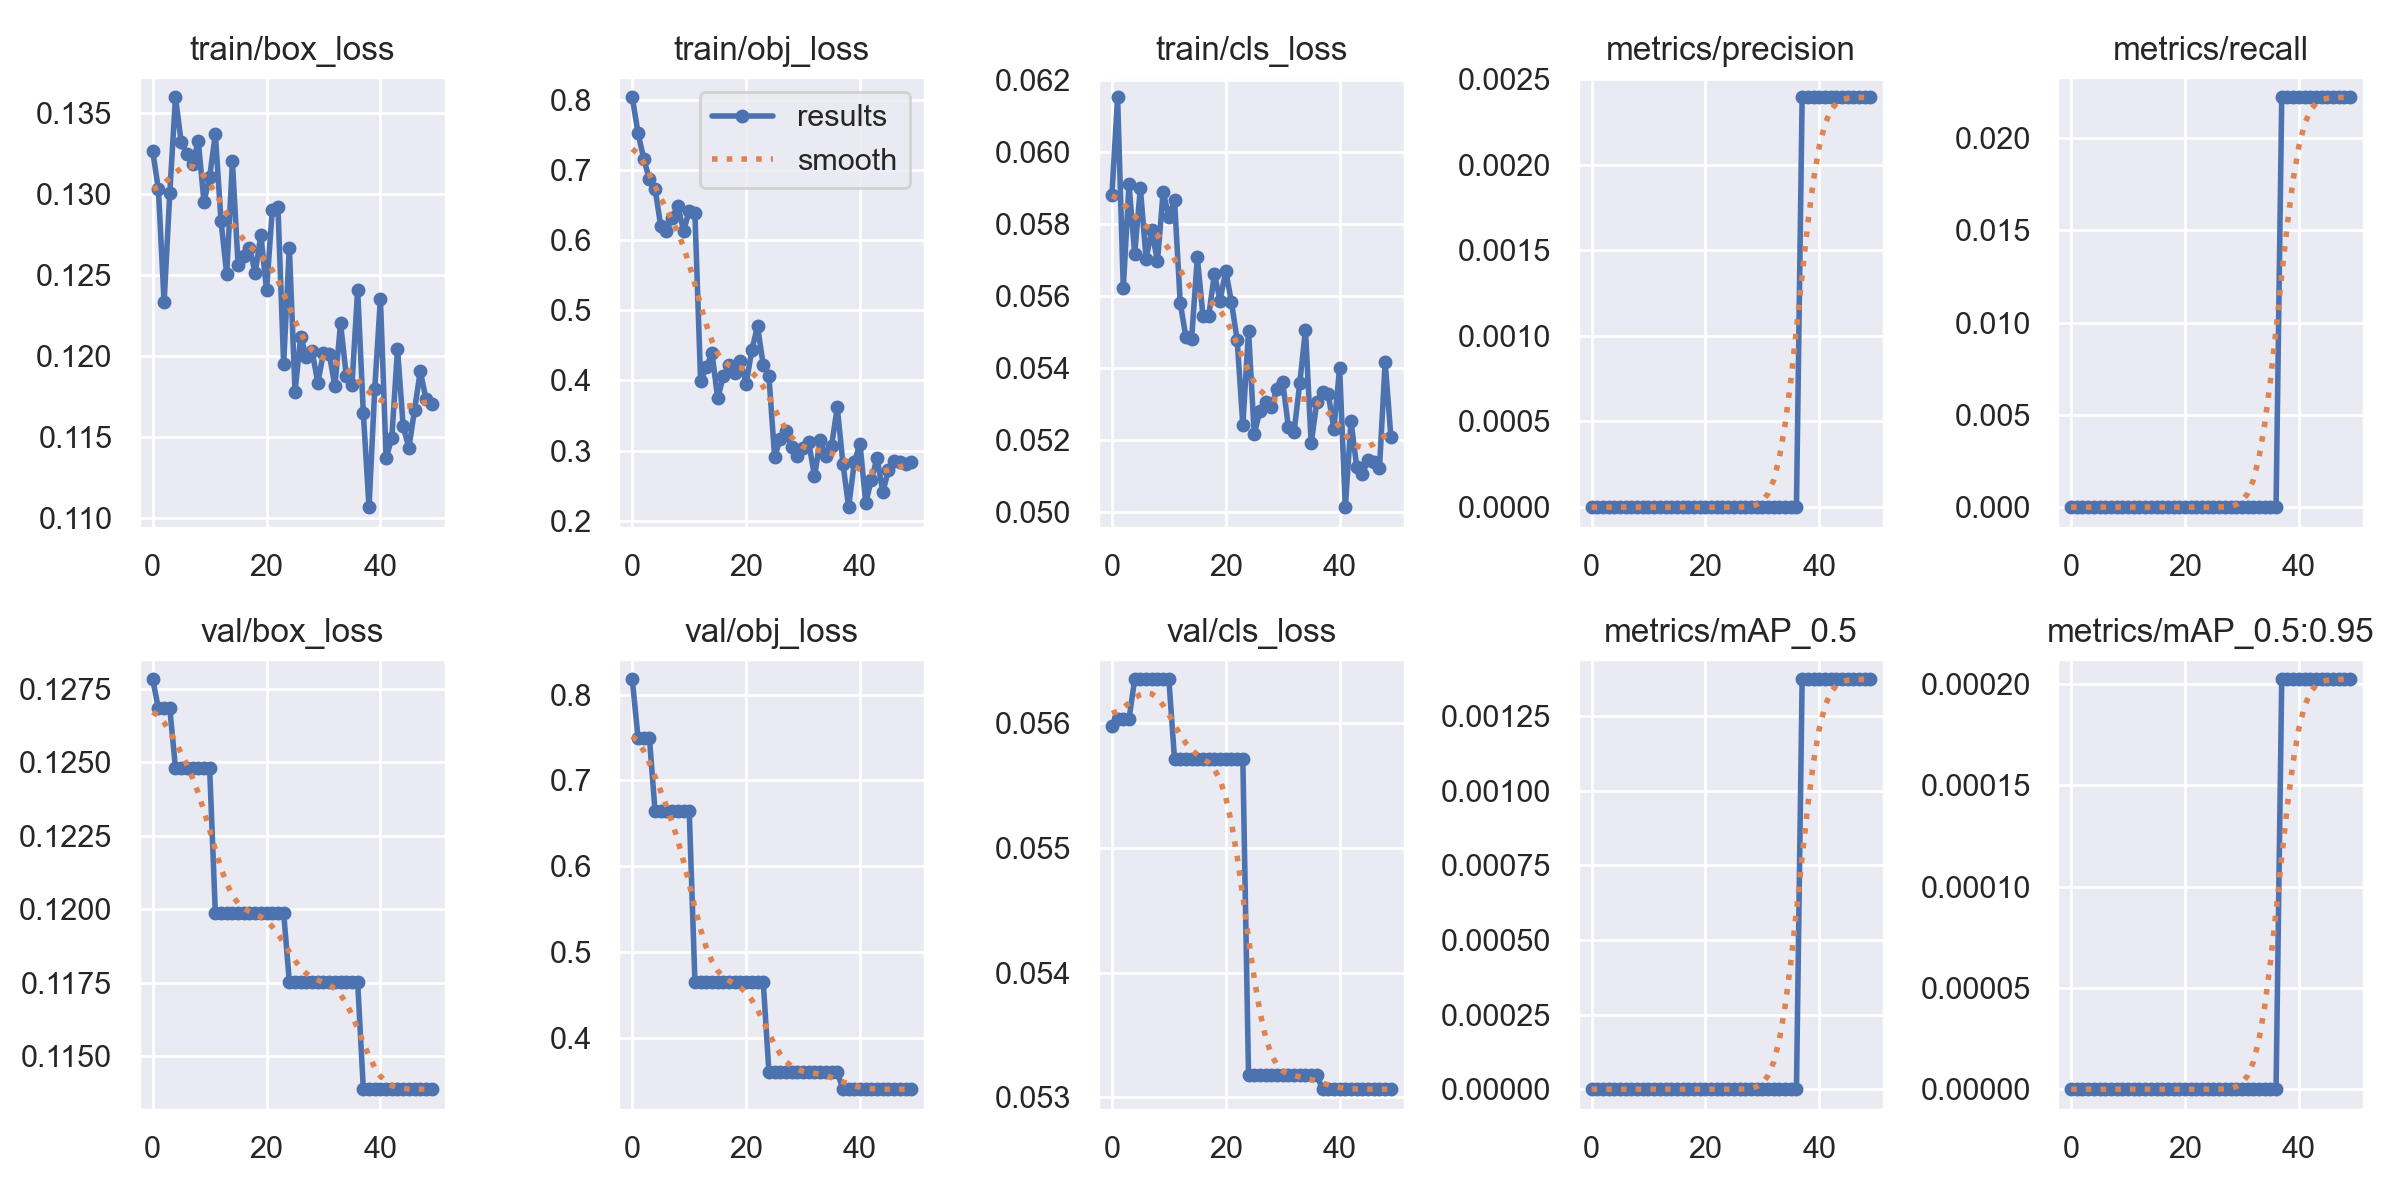 train/box_loss
0.135
0.130
0.125
0.120
0.115
0.110
0 20 40
train/obj_loss
results
smooth
0.8
0.7
0.6
0.5
0.4
0.3
0.2
0 20 40
train/cls_loss
0.062
0.060
0.058
0.056
0.054
0.052
0.050
0 20 40
metrics/precision
0.0025
0.0020
0.0015
0.0010
0.0005
0.0000
0 20 40
metrics/recall
0.020
0.015
0.010
0.005
0.000
0 20 40
val/box_loss
0.1275
0.1250
0.1225
0.1200
0.1175
0.1150
0 20 40
val/obj_loss
0.8
0.7
0.6
0.5
0.4
0 20 40
val/cls_loss
0.056
0.055
0.054
0.053
0 20 40
metrics/mAP_0.5
0.00125
0.00100
0.00075
0.00050
0.00025
0.00000
0 20 40
metrics/mAP_0.5:0.95
0.00020
0.00015
0.00010
0.00005
0.00000
0 20 40